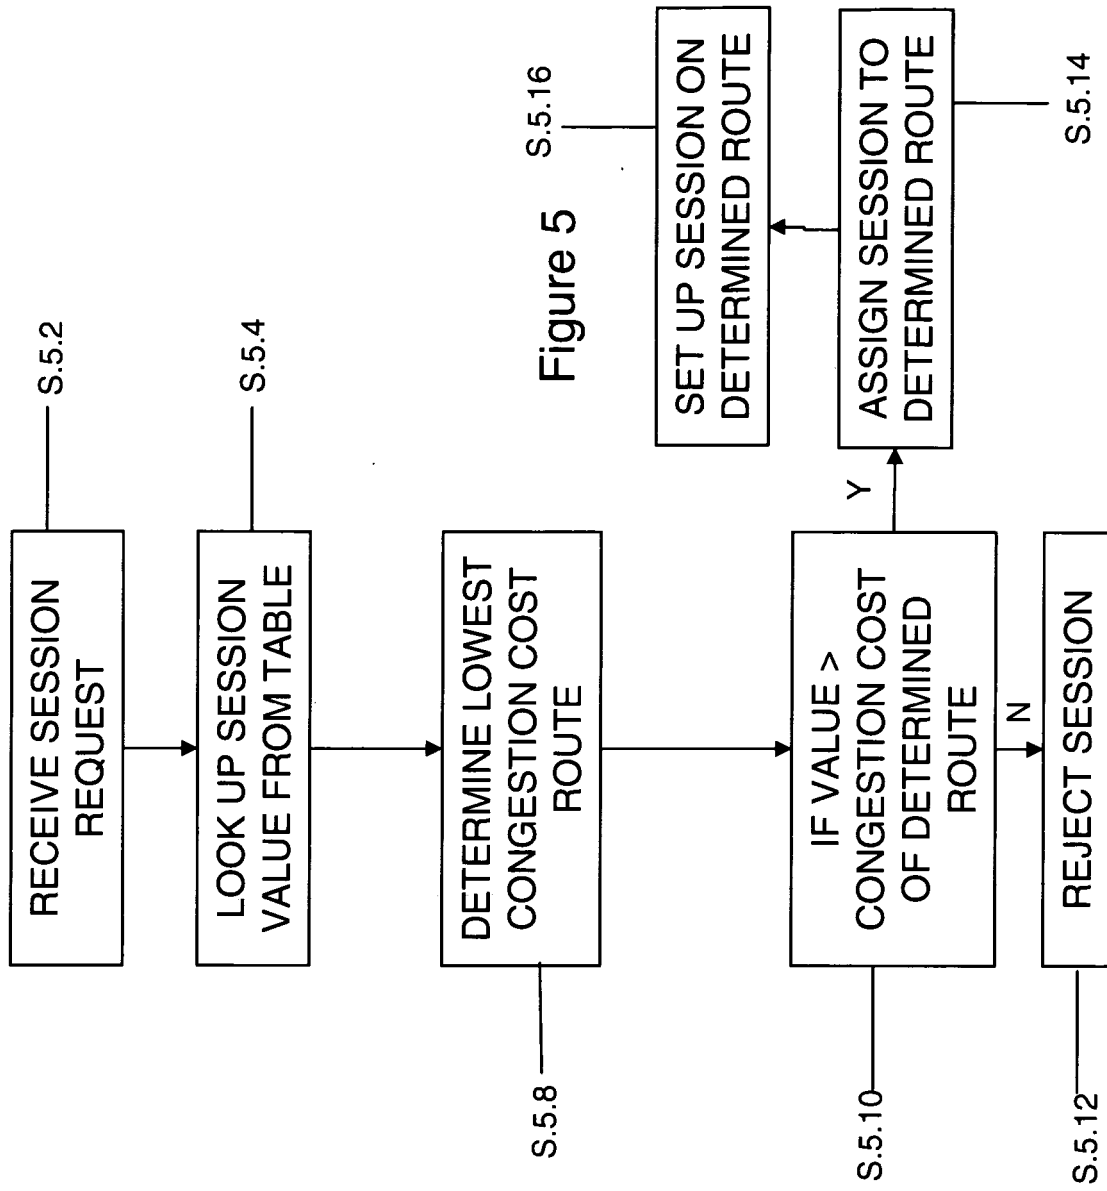 S.5.2
RECEIVE SESSION
REQUEST
S.5.4
LOOK UP SESSION
VALUE FROM TABLE
S.5.8
DETERMINE LOWEST
CONGESTION COST
ROUTE
S.5.10
IF VALUE >
CONGESTION COST
OF DETERMINED
ROUTE
Y
N
S.5.12
REJECT SESSION
S.5.16
SET UP SESSION ON
DETERMINED ROUTE
ASSIGN SESSION TO
DETERMINED ROUTE
S.5.14
Figure 5